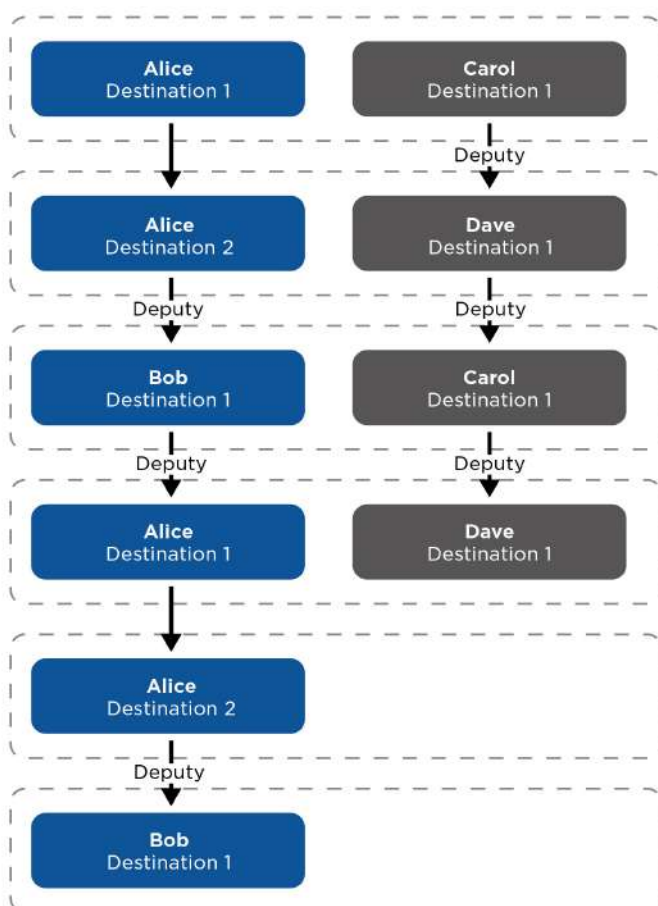 Alice
Destination 1
Carol
Destination 1
Deputy
Alice
Destination 2
Dave
Destination 1
Deputy
Deputy
Bob
Destination 1
Carol
Destination 1
Deputy
Deputy
Alice
Destination 1
Dave
Destination 1
Alice
Destination 2
Deputy
Bob
Destination 1